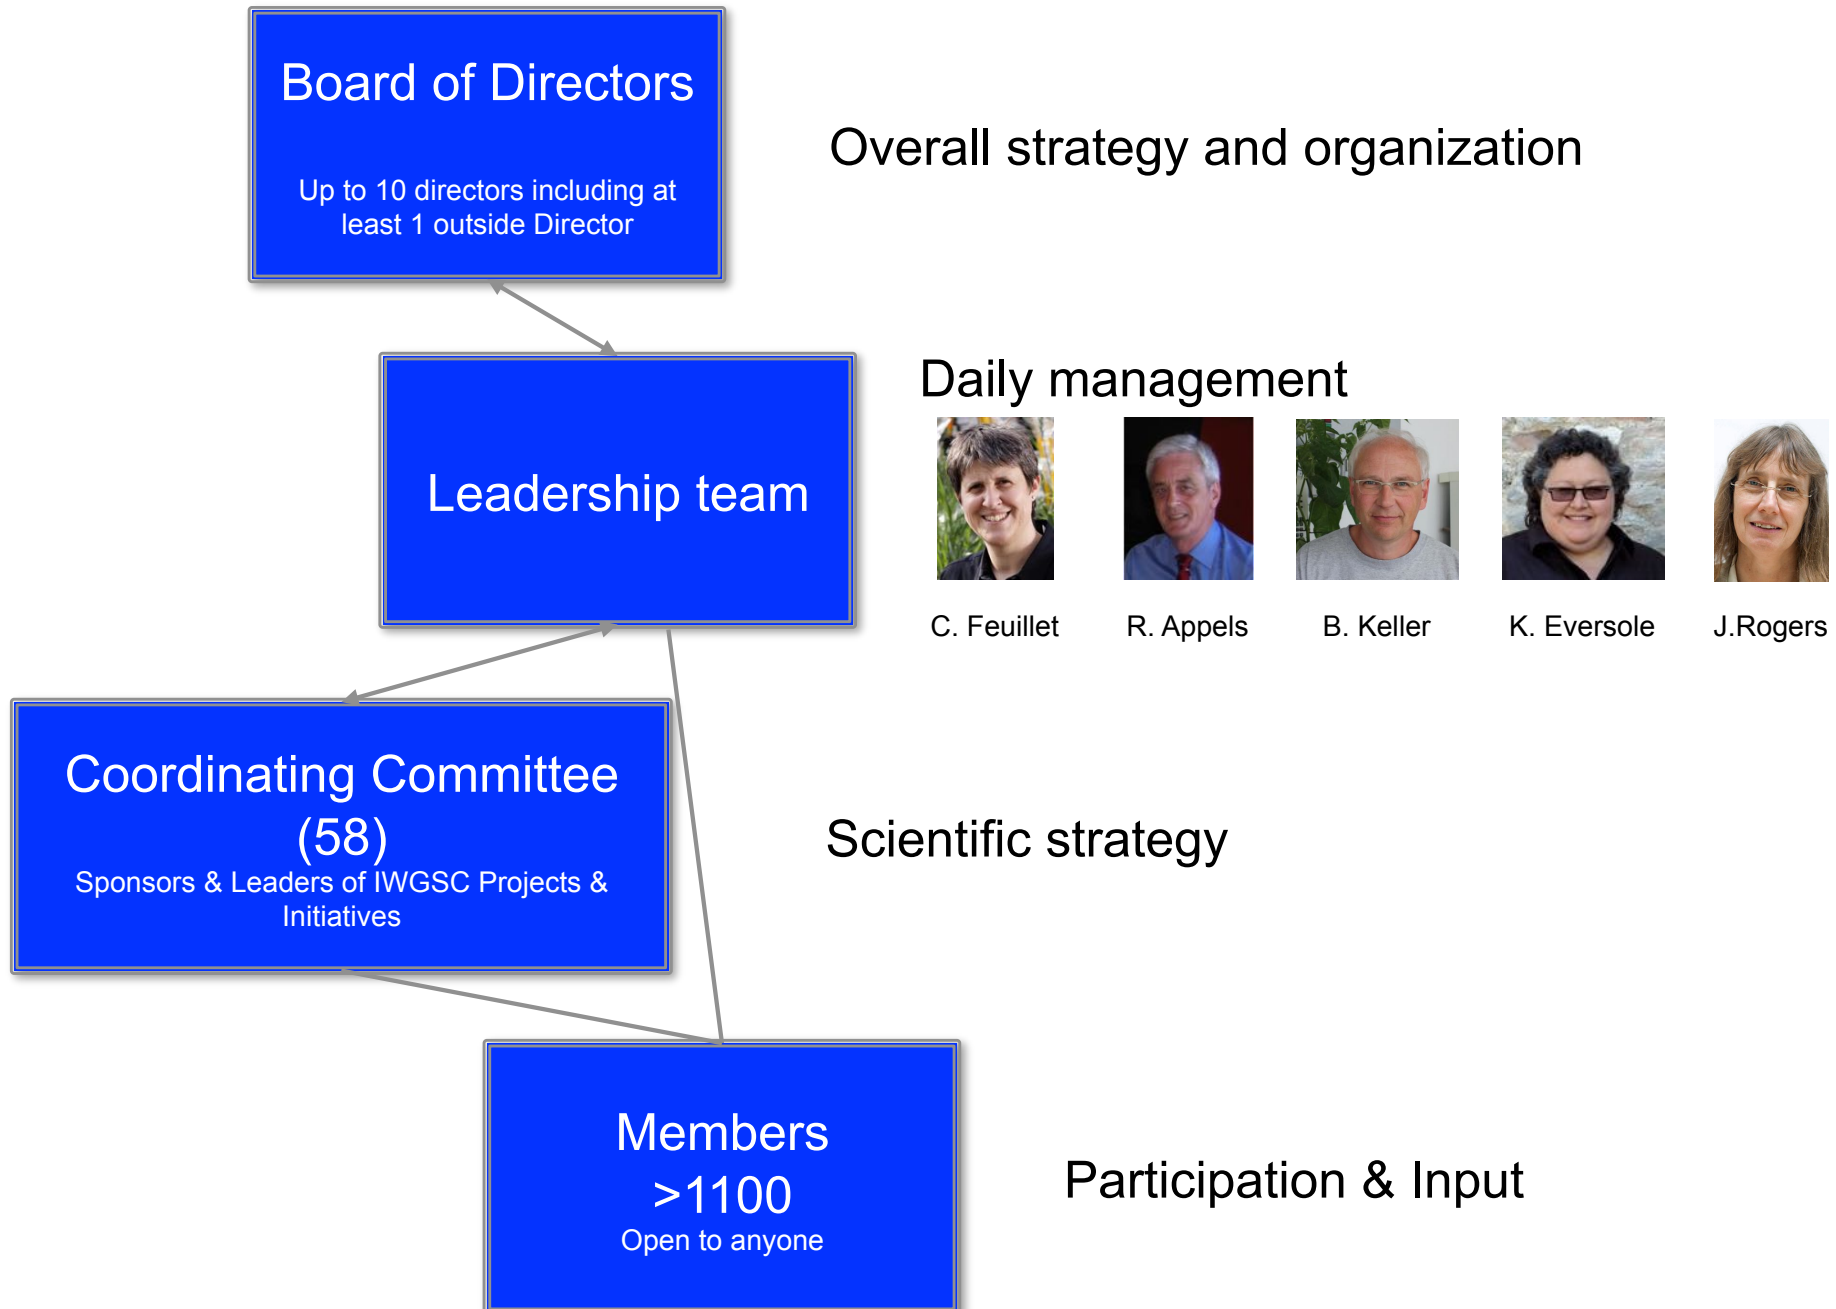 Board of Directors
Up to 10 directors including at
least 1 outside Director
Overall strategy and organization
Leadership team
Daily management
C. Feuillet
R. Appels
B. Keller
K. Eversole
J.Rogers
Coordinating Committee
(58)
Sponsors & Leaders of IWGSC Projects &
Initiatives
Scientific strategy
Members
>1100
Open to anyone
Participation & Input